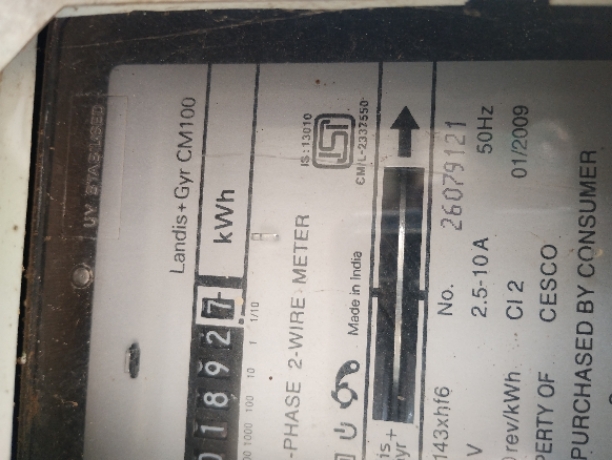 UV STABILISED
Landis+Gyr CM100
01892 7 kWh
1000 100 10 1 1/10
-PHASE 2-WIRE METER
IS:13010
CM/L-2337550
Made in India
143xhf6 No. 26079121
V 2.5-10A 50Hz
rev/kWh Cl 2 01/2009
PERTY OF CESCO
PURCHASED BY CONSUMER